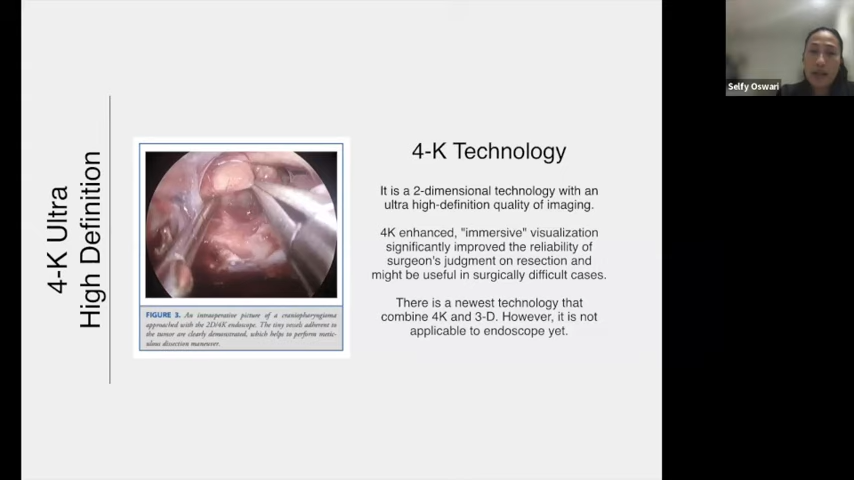 4-K Ultra
High Definition
FIGURE 3. An intraoperative picture of a craniopharyngioma
approached with the 2D/4K endoscope. The tiny vessels adherent to
the tumor are clearly demonstrated, which helps to perform metic-
ulous dissection maneuver.
4-K Technology
It is a 2-dimensional technology with an
ultra high-definition quality of imaging.
4K enhanced, "immersive" visualization
significantly improved the reliability of
surgeon's judgment on resection and
might be useful in surgically difficult cases.
There is a newest technology that
combine 4K and 3-D. However, it is not
applicable to endoscope yet.
Selfy Oswari